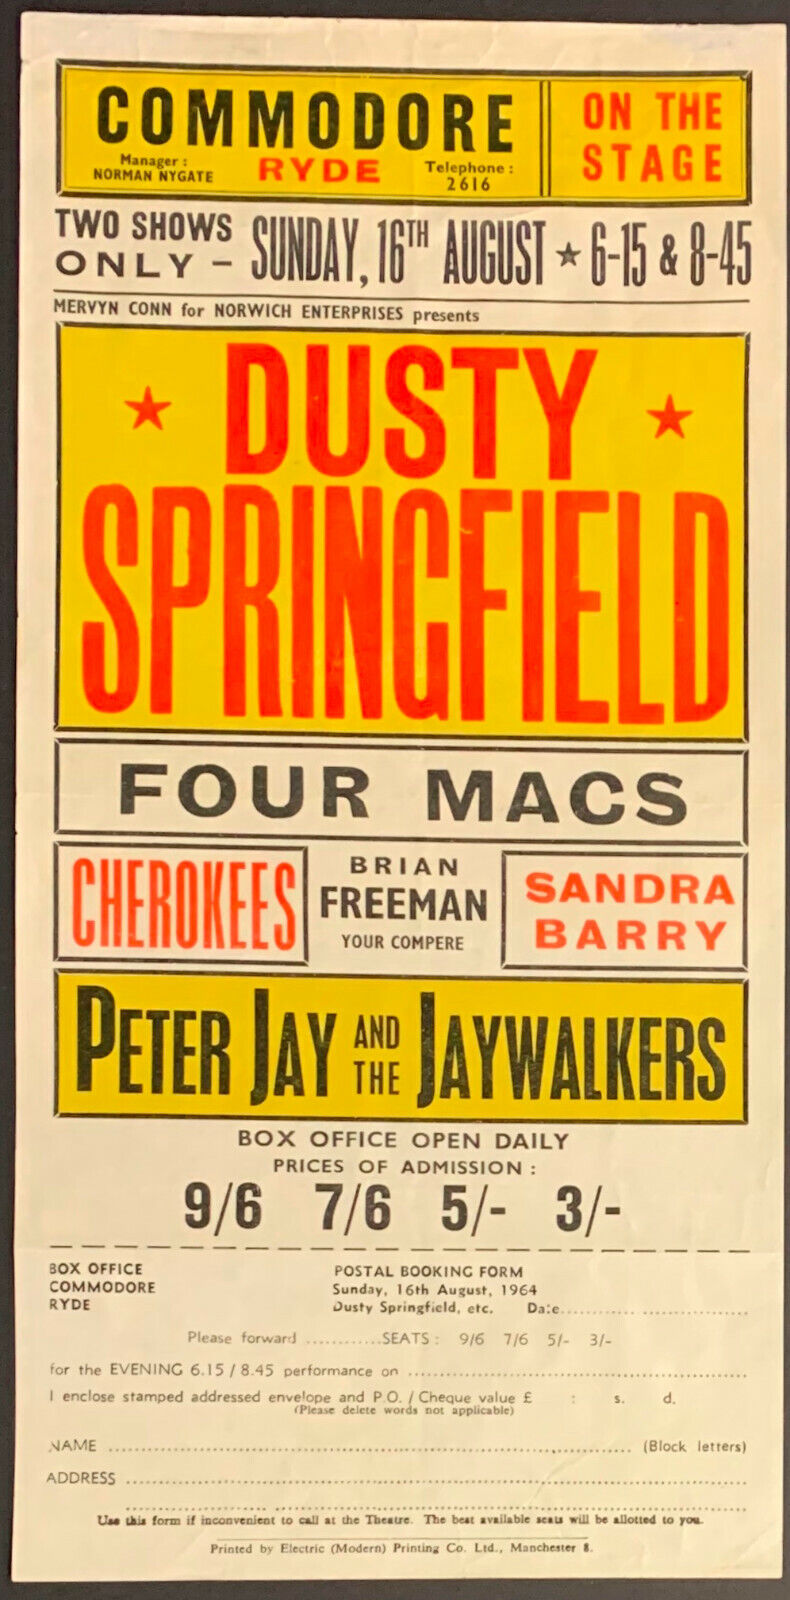 COMMODORE
Manager :
NORMAN NYGATE
RYDE
Telephone :
2616
ON THE
STAGE
TWO SHOWS
ONLY – SUNDAY, 16TH AUGUST ★ 6-15 & 8-45
MERVYN CONN for NORWICH ENTERPRISES presents
★ DUSTY ★
SPRINGFIELD
FOUR MACS
CHEROKEES
BRIAN
FREEMAN
YOUR COMPERE
SANDRA
BARRY
PETER JAY AND THE JAYWALKERS
BOX OFFICE OPEN DAILY
PRICES OF ADMISSION :
9/6 7/6 5/- 3/-
BOX OFFICE
COMMODORE
RYDE
POSTAL BOOKING FORM
Sunday, 16th August, 1964
Dusty Springfield, etc. Date....................
Please forward ............SEATS : 9/6 7/6 5/- 3/-
for the EVENING 6.15 / 8.45 performance on ....................
I enclose stamped addressed envelope and P.O. / Cheque value £ : s. d.
(Please delete words not applicable)
NAME .................... (Block letters)
ADDRESS ....................
Use this form if inconvenient to call at the Theatre. The best available seats will be allotted to you.
Printed by Electric (Modern) Printing Co. Ltd., Manchester 8.